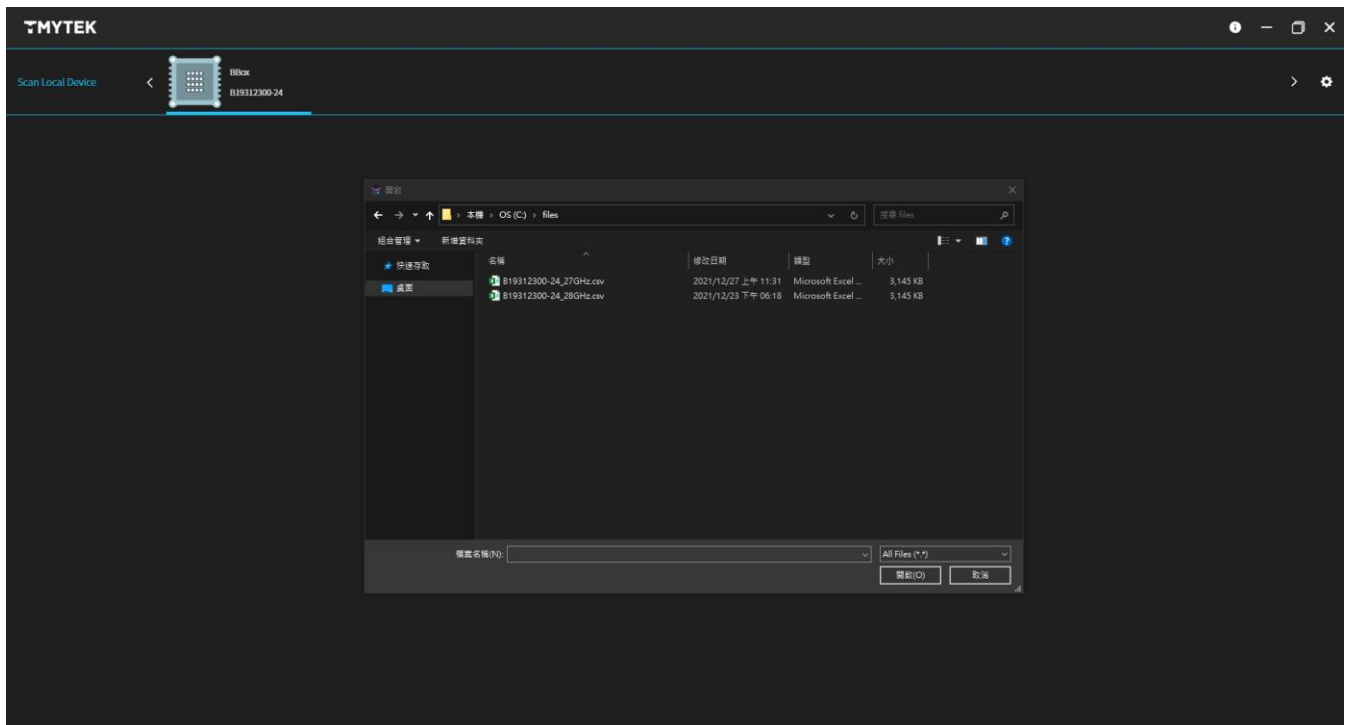 TMYTEK
Scan Local Device
BBox
B19312300-24
開啟
本機 > OS (C:) > files
搜尋 files
組合管理
新增資料夾
快速存取
桌面
名稱 修改日期 類型 大小
B19312300-24_27GHz.csv 2021/12/27 上午 11:31 Microsoft Excel ... 3,145 KB
B19312300-24_28GHz.csv 2021/12/23 下午 06:18 Microsoft Excel ... 3,145 KB
檔案名稱(N):
All Files (*.*)
開啟(O) 取消